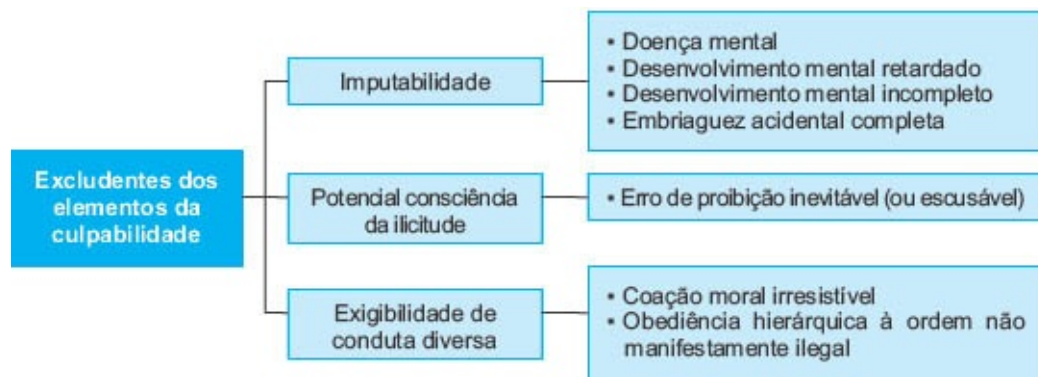 Excludentes dos
elementos da
culpabilidade
Imputabilidade
• Doença mental
• Desenvolvimento mental retardado
• Desenvolvimento mental incompleto
• Embriaguez acidental completa
Potencial consciência
da ilicitude
• Erro de proibição inevitável (ou escusável)
Exigibilidade de
conduta diversa
• Coação moral irresistível
• Obediência hierárquica à ordem não
manifestamente ilegal